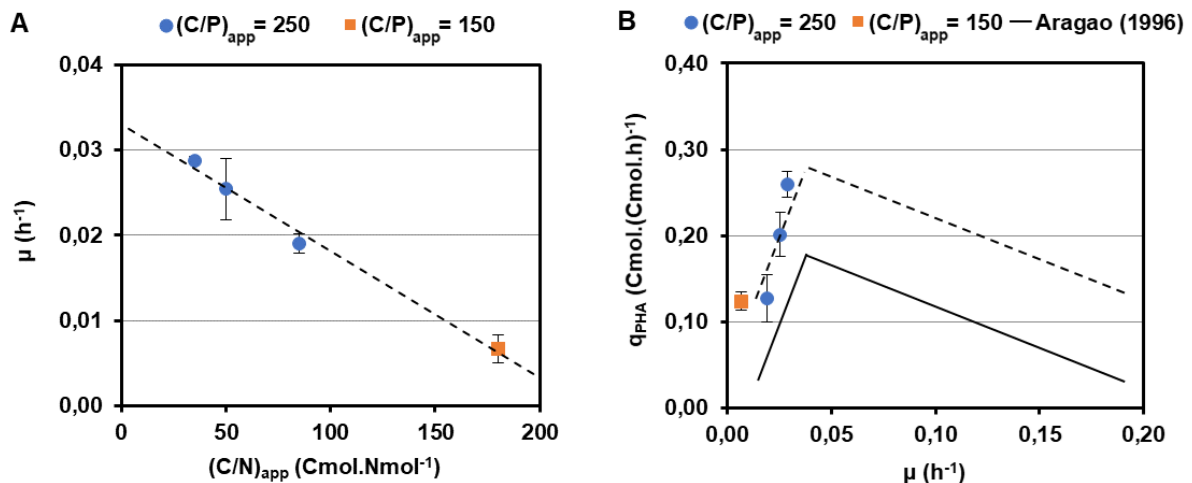 A
(C/P)app = 250 (C/P)app = 150
0,04
0,03
0,02
0,01
0,00
µ (h-1)
0 50 100 150 200
(C/N)app (Cmol.Nmol-1)
B
(C/P)app = 250 (C/P)app = 150 Aragao (1996)
0,40
0,30
0,20
0,10
0,00
qPHA (Cmol.(Cmol.h)-1)
0,00 0,05 0,10 0,15 0,20
µ (h-1)